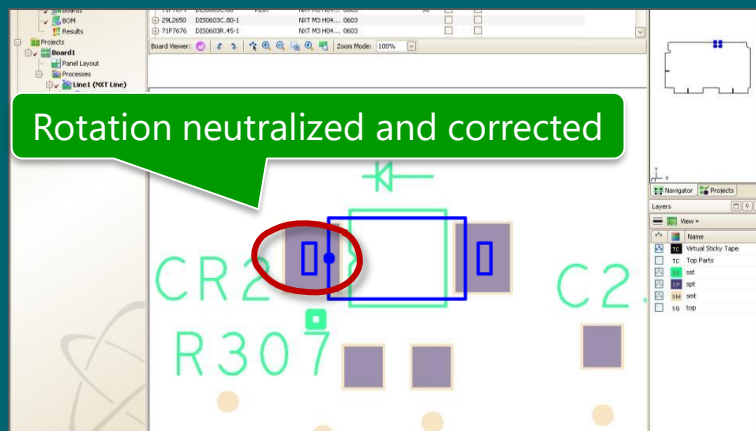 Board1
BOM
Results
Projects
Board1
Panel Layout
Processes
Line1 (NXT Line)
29L2650 DIS0603C.80-1 NXT M3 H04... 0603
71F7676 DIS0603R.45-1 NXT M3 H04... 0603
Board Viewer: Zoom Mode: 100%
Rotation neutralized and corrected
CR2
R307
C2
Navigator Projects
Layers
View
Name
TC Virtual Sticky Tape
TC Top Parts
sst
SP spt
SM smt
SG top